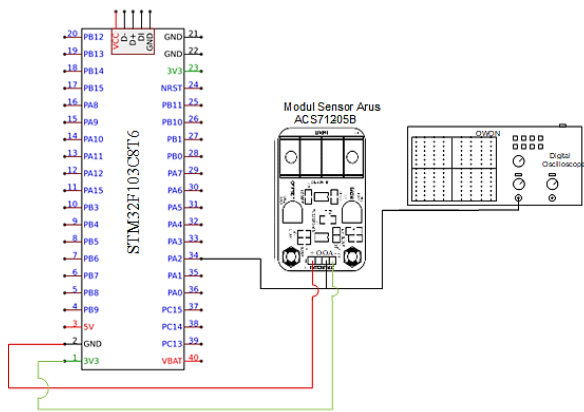 VCC D- D+ DI GND
20 PB12 GND 21
19 PB13 GND 22
18 PB14 3V3 23
17 PB15 NRST 24
16 PA8 PB11 25
15 PA9 PB10 26
14 PA10 PB1 27
13 PA11 PB0 28
12 PA12 PA7 29
11 PA15 PA6 30
10 PB3 PA5 31
9 PB4 PA4 32
8 PB5 PA3 33
7 PB6 PA2 34
6 PB7 PA1 35
5 PB8 PA0 36
4 PB9 PC15 37
3 5V PC14 38
2 GND PC13 39
1 3V3 VBAT 40
STM32F103C8T6
Modul Sensor Arus
ACS71205B
OWON
Digital
Oscilloscope